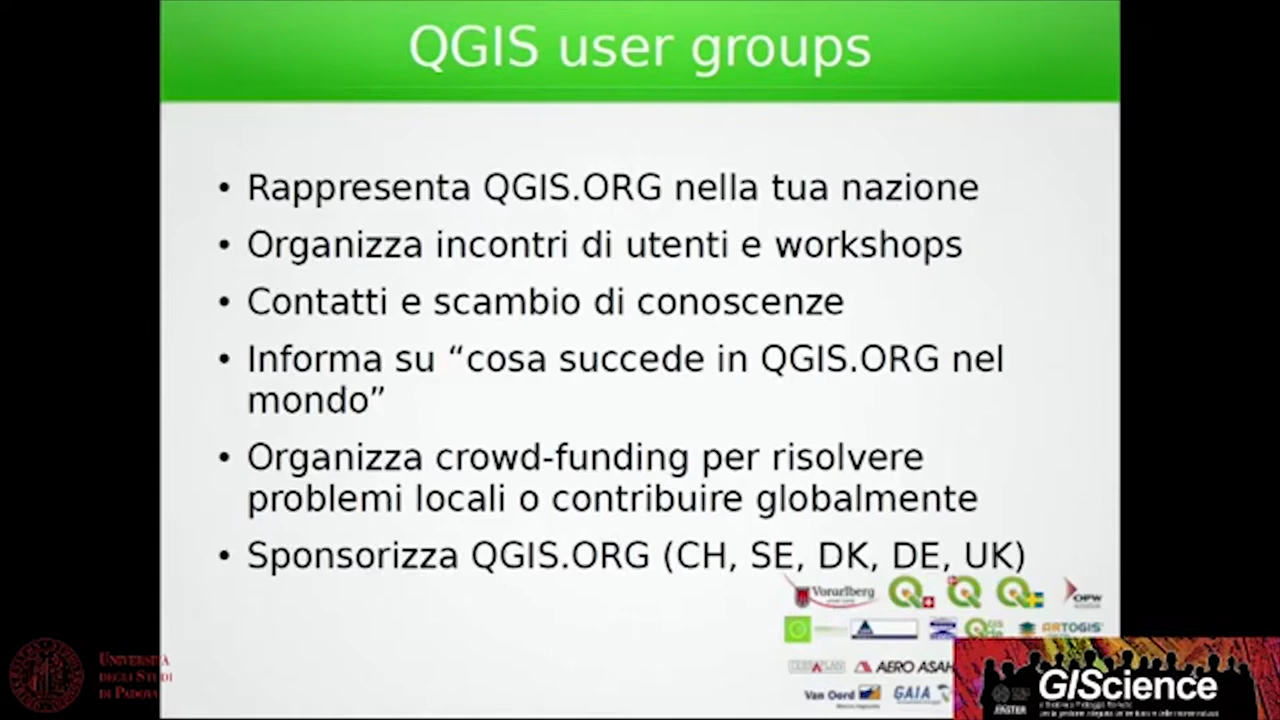 QGIS user groups
• Rappresenta QGIS.ORG nella tua nazione
• Organizza incontri di utenti e workshops
• Contatti e scambio di conoscenze
• Informa su “cosa succede in QGIS.ORG nel
mondo”
• Organizza crowd-funding per risolvere
problemi locali o contribuire globalmente
• Sponsorizza QGIS.ORG (CH, SE, DK, DE, UK)
Vorarlberg
OPW
ARTOGIS
AERO ASAH
Van Oord
GAIA
UNIVERSITÀ
DEGLI STUDI
DI PADOVA
GIScience